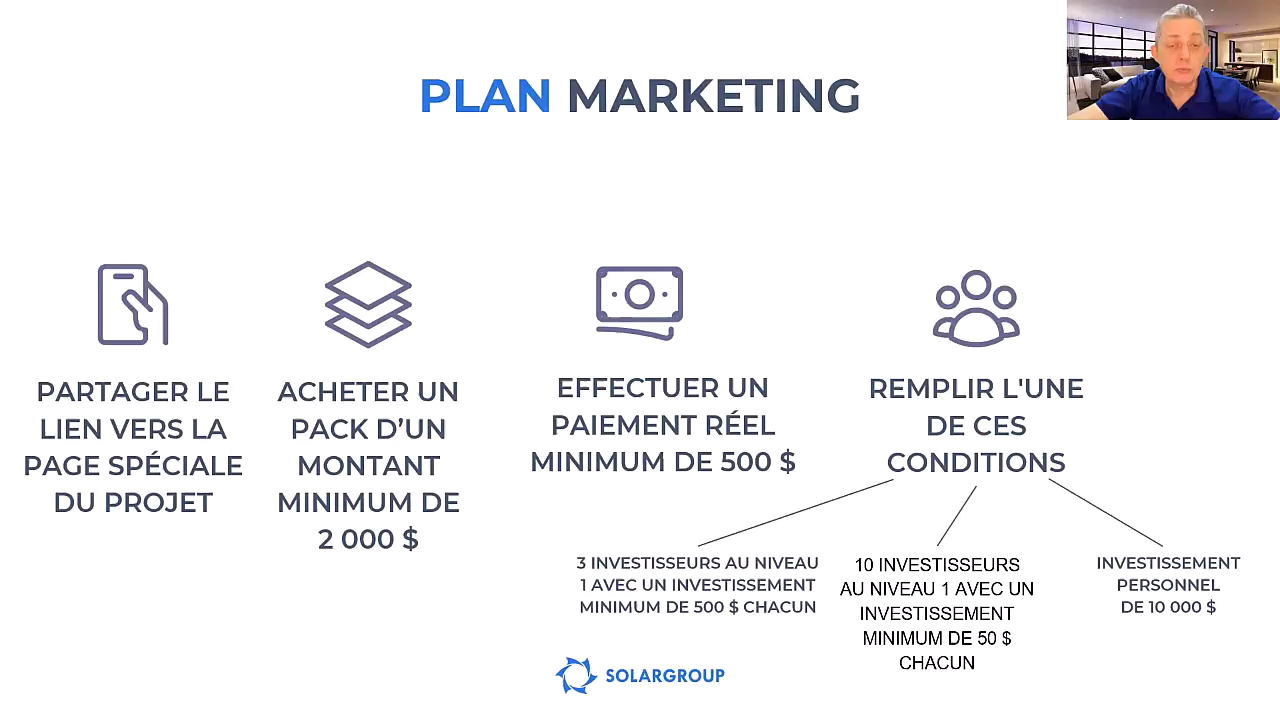 PLAN MARKETING
PARTAGER LE
LIEN VERS LA
PAGE SPÉCIALE
DU PROJET
ACHETER UN
PACK D’UN
MONTANT
MINIMUM DE
2 000 $
EFFECTUER UN
PAIEMENT RÉEL
MINIMUM DE 500 $
REMPLIR L'UNE
DE CES
CONDITIONS
3 INVESTISSEURS AU NIVEAU
1 AVEC UN INVESTISSEMENT
MINIMUM DE 500 $ CHACUN
10 INVESTISSEURS
AU NIVEAU 1 AVEC UN
INVESTISSEMENT
MINIMUM DE 50 $
CHACUN
INVESTISSEMENT
PERSONNEL
DE 10 000 $
SOLARGROUP